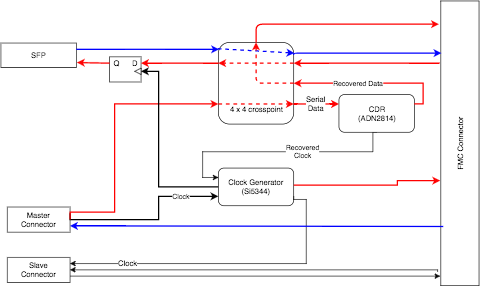 SFP
Q D
4 x 4 crosspoint
Recovered Data
Serial
Data
CDR
(ADN2814)
FMC Connector
Recovered
Clock
Clock Generator
(Si5344)
Clock
Master
Connector
Clock
Slave
Connector